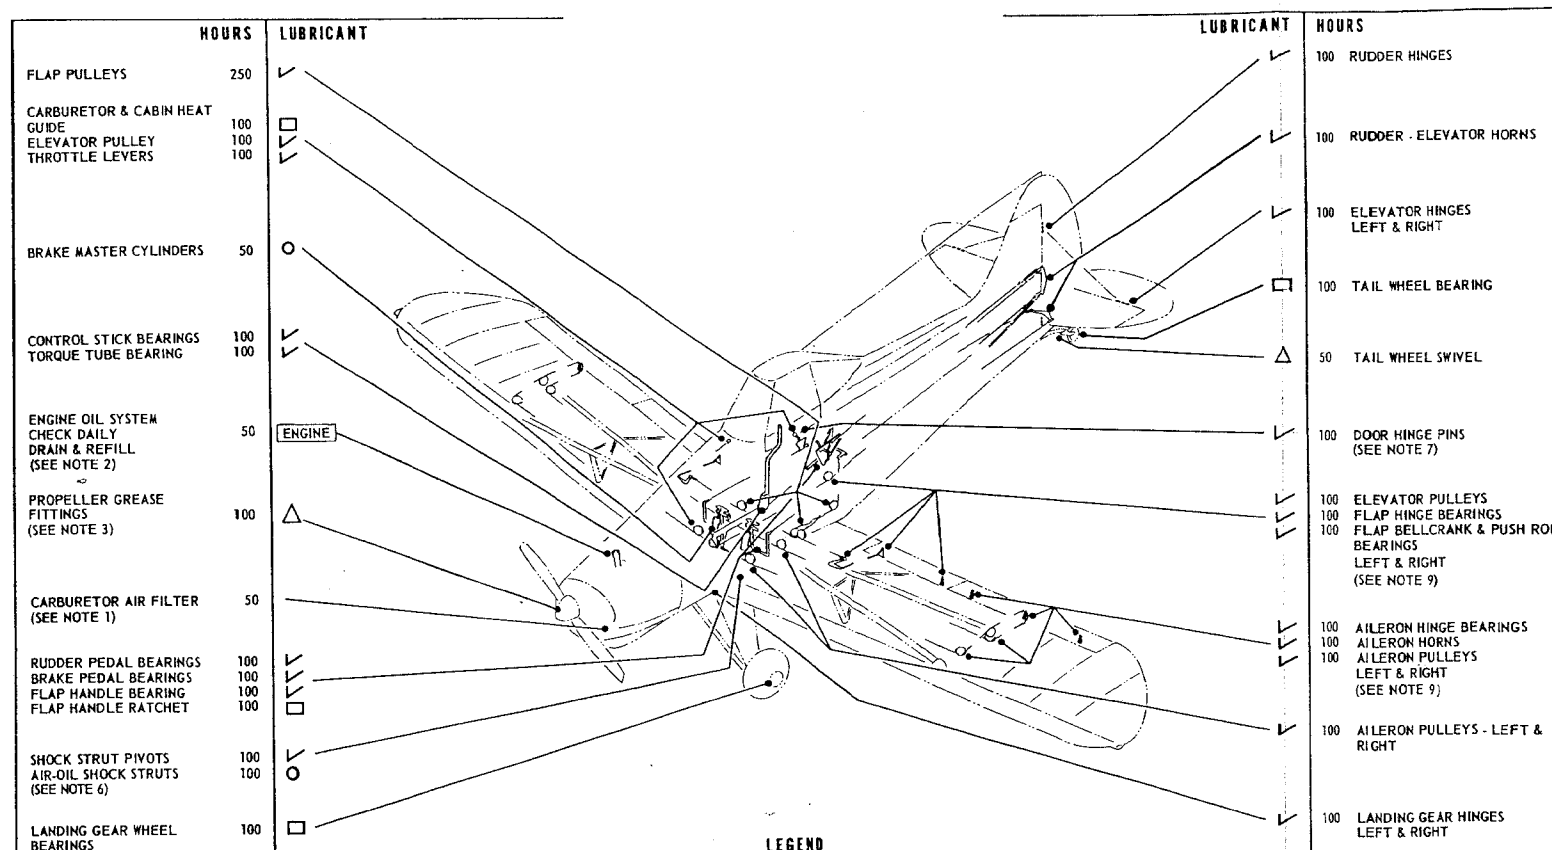 HOURS LUBRICANT
FLAP PULLEYS 250
CARBURETOR & CABIN HEAT
GUIDE 100
ELEVATOR PULLEY 100
THROTTLE LEVERS 100
BRAKE MASTER CYLINDERS 50
CONTROL STICK BEARINGS 100
TORQUE TUBE BEARING 100
ENGINE OIL SYSTEM 50 ENGINE
CHECK DAILY
DRAIN & REFILL
(SEE NOTE 2)
PROPELLER GREASE
FITTINGS 100
(SEE NOTE 3)
CARBURETOR AIR FILTER 50
(SEE NOTE 1)
RUDDER PEDAL BEARINGS 100
BRAKE PEDAL BEARINGS 100
FLAP HANDLE BEARING 100
FLAP HANDLE RATCHET 100
SHOCK STRUT PIVOTS 100
AIR-OIL SHOCK STRUTS 100
(SEE NOTE 6)
LANDING GEAR WHEEL 100
BEARINGS
LEGEND
LUBRICANT HOURS
100 RUDDER HINGES
100 RUDDER - ELEVATOR HORNS
100 ELEVATOR HINGES
LEFT & RIGHT
100 TAIL WHEEL BEARING
50 TAIL WHEEL SWIVEL
100 DOOR HINGE PINS
(SEE NOTE 7)
100 ELEVATOR PULLEYS
100 FLAP HINGE BEARINGS
100 FLAP BELLCRANK & PUSH ROD
BEARINGS
LEFT & RIGHT
(SEE NOTE 9)
100 AILERON HINGE BEARINGS
100 AILERON HORNS
100 AILERON PULLEYS
LEFT & RIGHT
(SEE NOTE 9)
100 AILERON PULLEYS - LEFT &
RIGHT
100 LANDING GEAR HINGES
LEFT & RIGHT